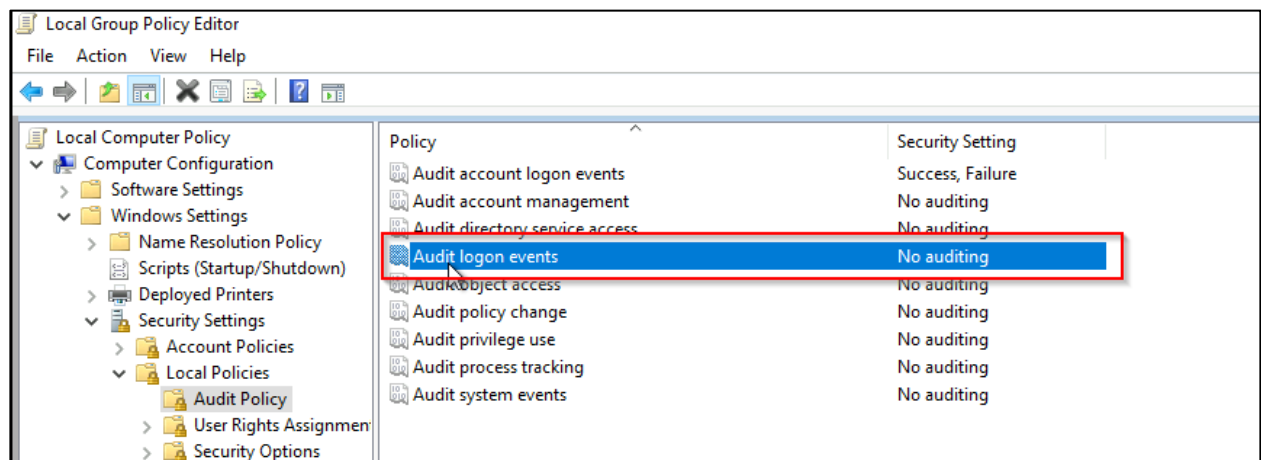 Local Group Policy Editor
File Action View Help
Local Computer Policy
Computer Configuration
Software Settings
Windows Settings
Name Resolution Policy
Scripts (Startup/Shutdown)
Deployed Printers
Security Settings
Account Policies
Local Policies
Audit Policy
User Rights Assignmen
Security Options
Policy Security Setting
Audit account logon events Success, Failure
Audit account management No auditing
Audit directory service access No auditing
Audit logon events No auditing
Audit object access No auditing
Audit policy change No auditing
Audit privilege use No auditing
Audit process tracking No auditing
Audit system events No auditing